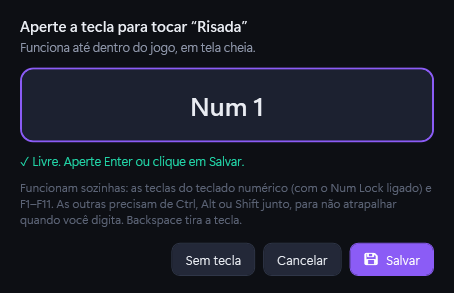 Aperte a tecla para tocar “Risada”
Funciona até dentro do jogo, em tela cheia.
Num 1
✓ Livre. Aperte Enter ou clique em Salvar.
Funcionam sozinhas: as teclas do teclado numérico (com o Num Lock ligado) e
F1–F11. As outras precisam de Ctrl, Alt ou Shift junto, para não atrapalhar
quando você digita. Backspace tira a tecla.
Sem tecla
Cancelar
Salvar